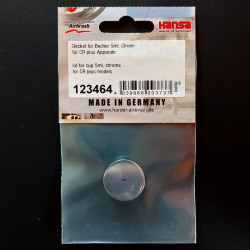 Airbrush
Hansa
Deckel für Becher 5ml, Chrom
für CR plus Apparate
lid for cup 5ml, chrome
for CR plus models
123464
MADE IN GERMANY
www.harder-airbrush.com